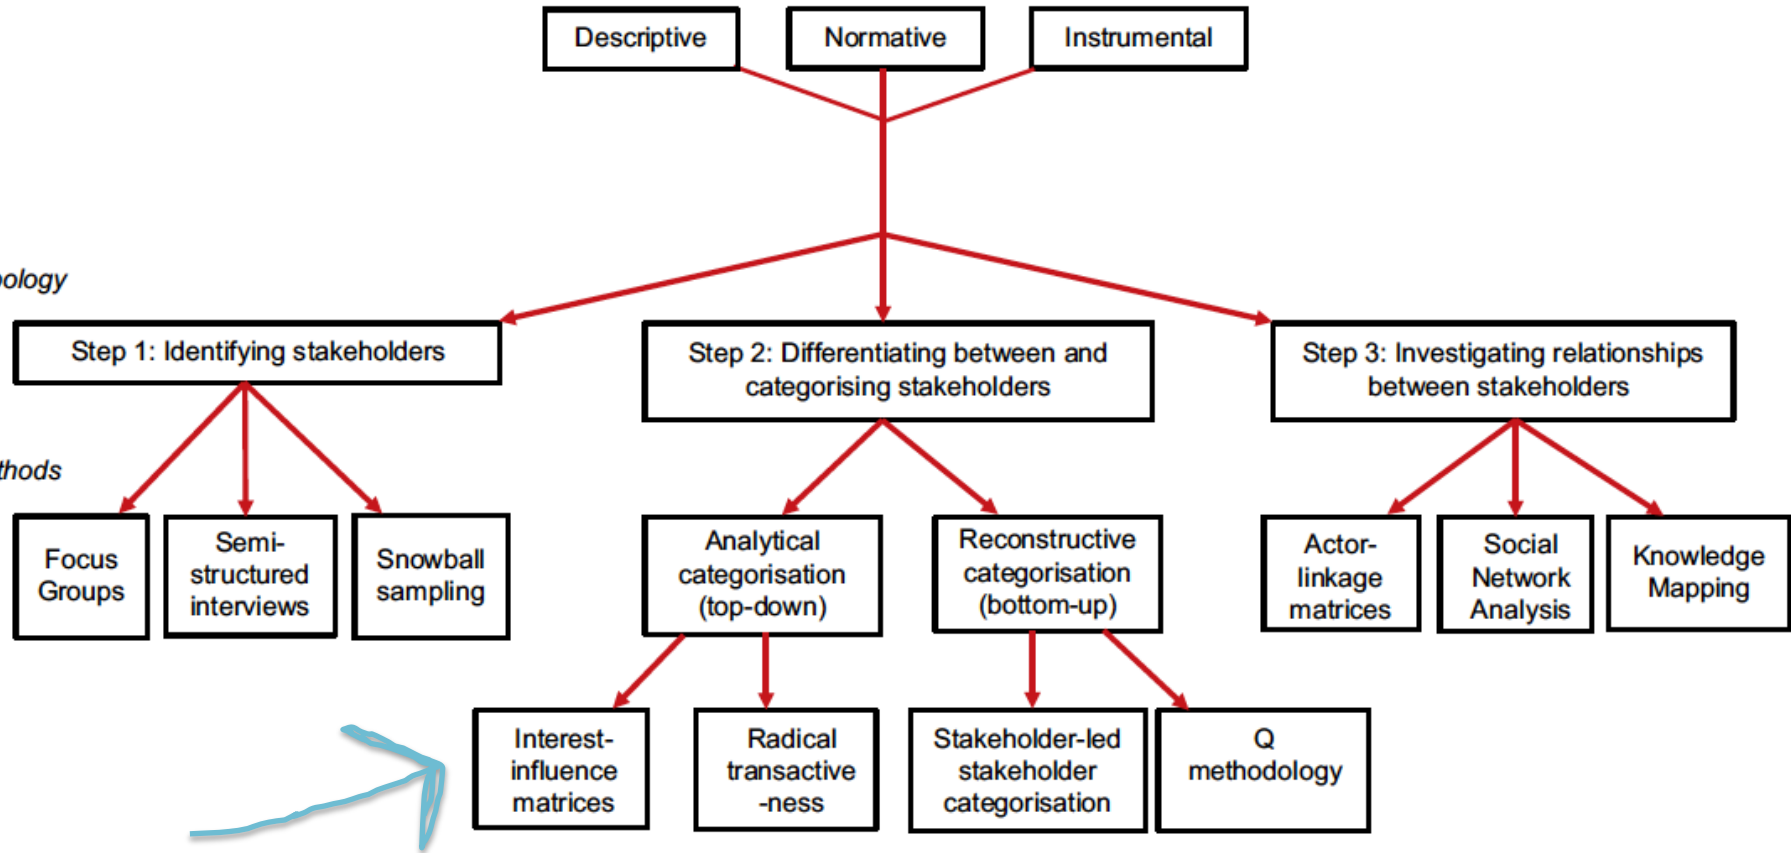 Descriptive
Normative
Instrumental
ology
Step 1: Identifying stakeholders
Step 2: Differentiating between and
categorising stakeholders
Step 3: Investigating relationships
between stakeholders
thods
Focus
Groups
Semi-
structured
interviews
Snowball
sampling
Analytical
categorisation
(top-down)
Reconstructive
categorisation
(bottom-up)
Actor-
linkage
matrices
Social
Network
Analysis
Knowledge
Mapping
Interest-
influence
matrices
Radical
transactive
-ness
Stakeholder-led
stakeholder
categorisation
Q
methodology